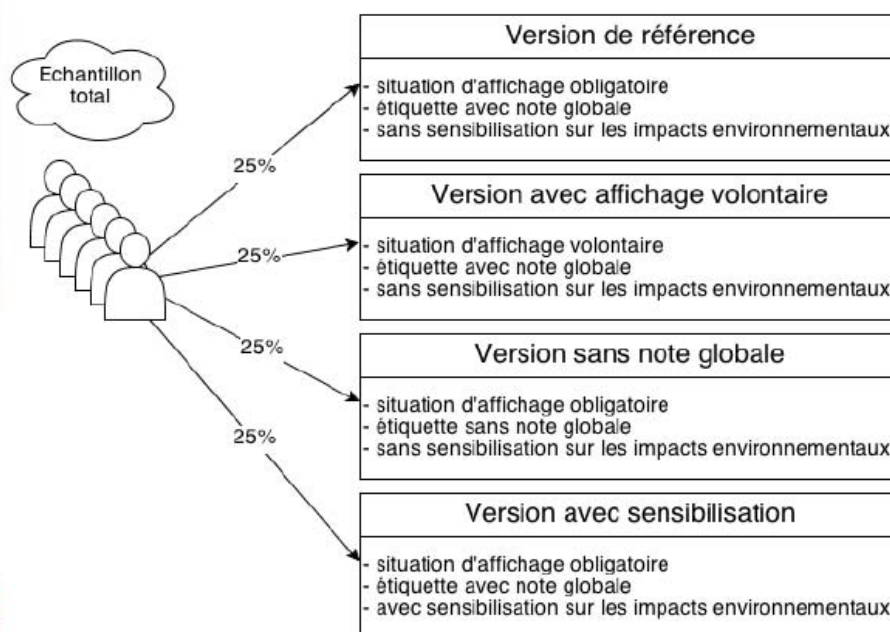 Echantillon
total
25%
25%
25%
25%
Version de référence
- situation d'affichage obligatoire
- étiquette avec note globale
- sans sensibilisation sur les impacts environnementaux
Version avec affichage volontaire
- situation d'affichage volontaire
- étiquette avec note globale
- sans sensibilisation sur les impacts environnementaux
Version sans note globale
- situation d'affichage obligatoire
- étiquette sans note globale
- sans sensibilisation sur les impacts environnementaux
Version avec sensibilisation
- situation d'affichage obligatoire
- étiquette avec note globale
- avec sensibilisation sur les impacts environnementaux